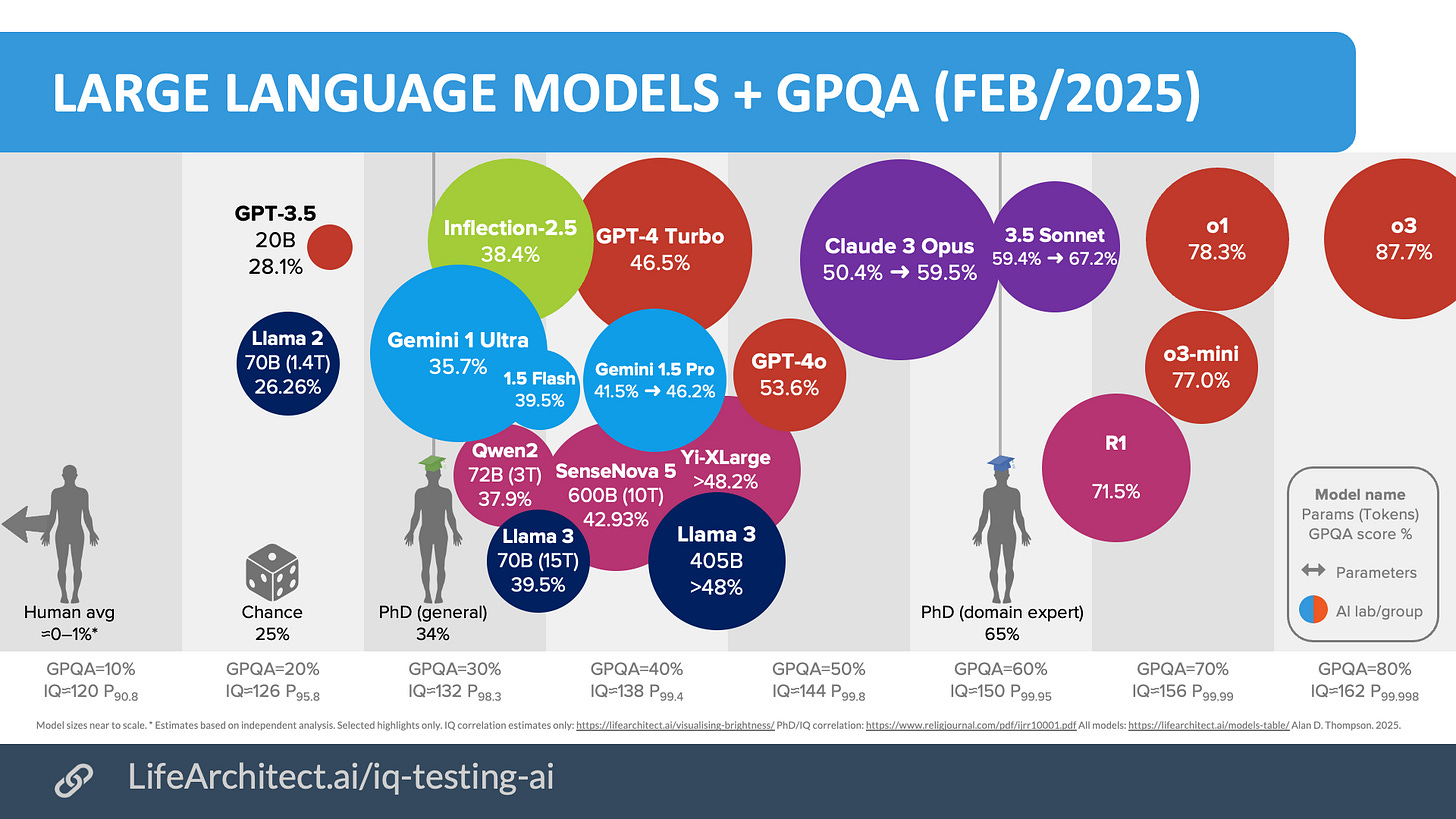 LARGE LANGUAGE MODELS + GPQA (FEB/2025)
GPT-3.5
20B
28.1%
Llama 2
70B (1.4T)
26.26%
Inflection-2.5
38.4%
GPT-4 Turbo
46.5%
Claude 3 Opus
50.4% ➜ 59.5%
3.5 Sonnet
59.4% ➜ 67.2%
o1
78.3%
o3
87.7%
Gemini 1 Ultra
35.7%
1.5 Flash
39.5%
Gemini 1.5 Pro
41.5% ➜ 46.2%
GPT-4o
53.6%
o3-mini
77.0%
Qwen2
72B (3T)
37.9%
SenseNova 5
600B (10T)
42.93%
Yi-XLarge
>48.2%
R1
71.5%
Llama 3
70B (15T)
39.5%
Llama 3
405B
>48%
Model name
Params (Tokens)
GPQA score %
Parameters
AI lab/group
Human avg
≈0–1%*
Chance
25%
PhD (general)
34%
PhD (domain expert)
65%
GPQA=10%
IQ≈120 P90.8
GPQA=20%
IQ≈126 P95.8
GPQA=30%
IQ≈132 P98.3
GPQA=40%
IQ≈138 P99.4
GPQA=50%
IQ≈144 P99.8
GPQA=60%
IQ≈150 P99.95
GPQA=70%
IQ≈156 P99.99
GPQA=80%
IQ≈162 P99.998
Model sizes near to scale. * Estimates based on independent analysis. Selected highlights only. IQ correlation estimates only: https://lifearchitect.ai/visualising-brightness/ PhD/IQ correlation: https://www.religjournal.com/pdf/ijrr10001.pdf All models: https://lifearchitect.ai/models-table/ Alan D. Thompson. 2025.
LifeArchitect.ai/iq-testing-ai